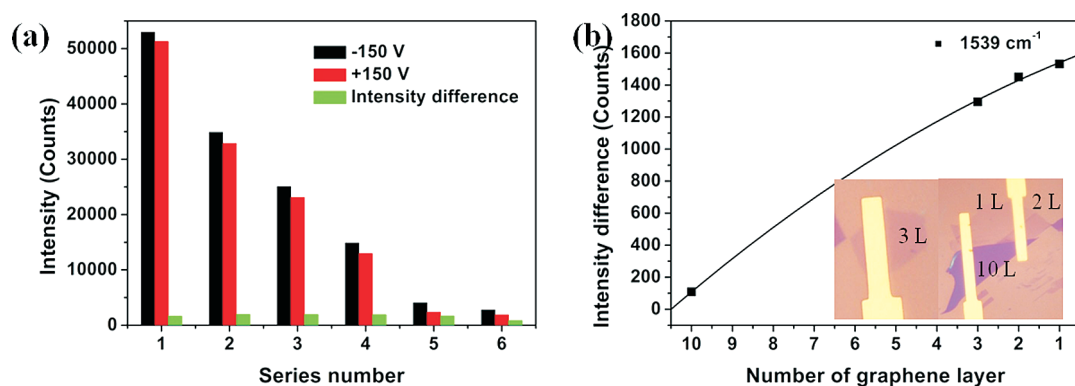 (a)
50000
40000
30000
20000
10000
0
Intensity (Counts)
-150 V
+150 V
Intensity difference
1 2 3 4 5 6
Series number
(b)
1800
1600
1400
1200
1000
800
600
400
200
0
Intensity difference (Counts)
1539 cm⁻¹
3 L
1 L
2 L
10 L
10 9 8 7 6 5 4 3 2 1
Number of graphene layer